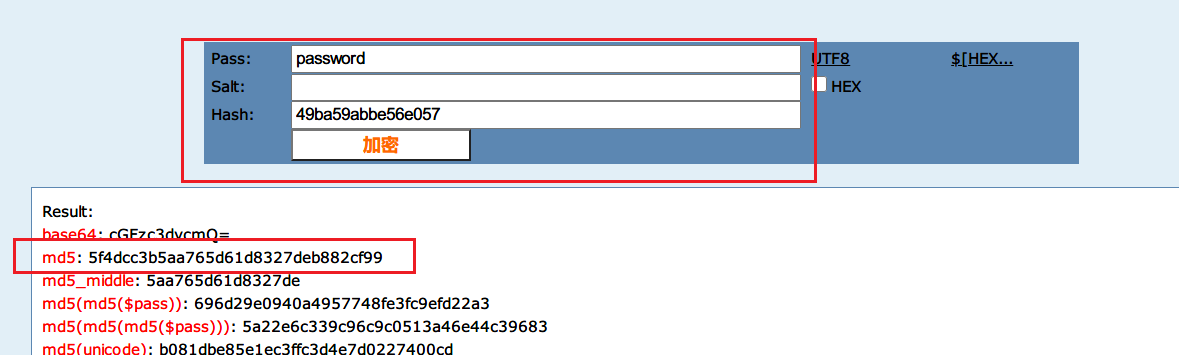 Pass: password UTF8 $[HEX...
Salt: HEX
Hash: 49ba59abbe56e057
加密
Result:
base64: cGFzc3dvcmQ=
md5: 5f4dcc3b5aa765d61d8327deb882cf99
md5_middle: 5aa765d61d8327de
md5(md5($pass)): 696d29e0940a4957748fe3fc9efd22a3
md5(md5(md5($pass))): 5a22e6c339c96c9c0513a46e44c39683
md5(unicode): b081dbe85e1ec3ffc3d4e7d0227400cd